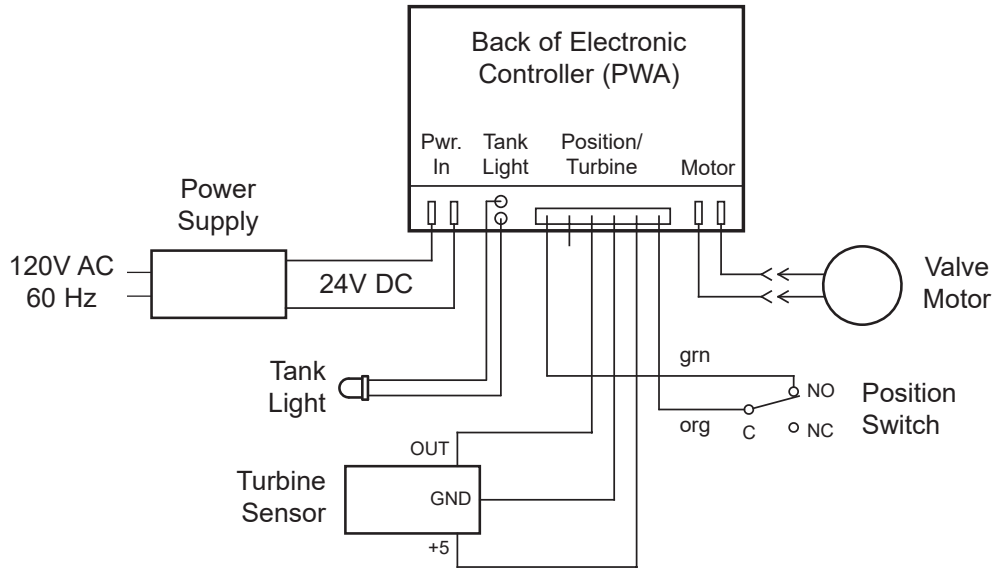 Back of Electronic
Controller (PWA)
Pwr.
In
Tank
Light
Position/
Turbine
Motor
Power
Supply
120V AC
60 Hz
24V DC
Valve
Motor
Tank
Light
grn
org
NO
C
NC
Position
Switch
Turbine
Sensor
OUT
GND
+5